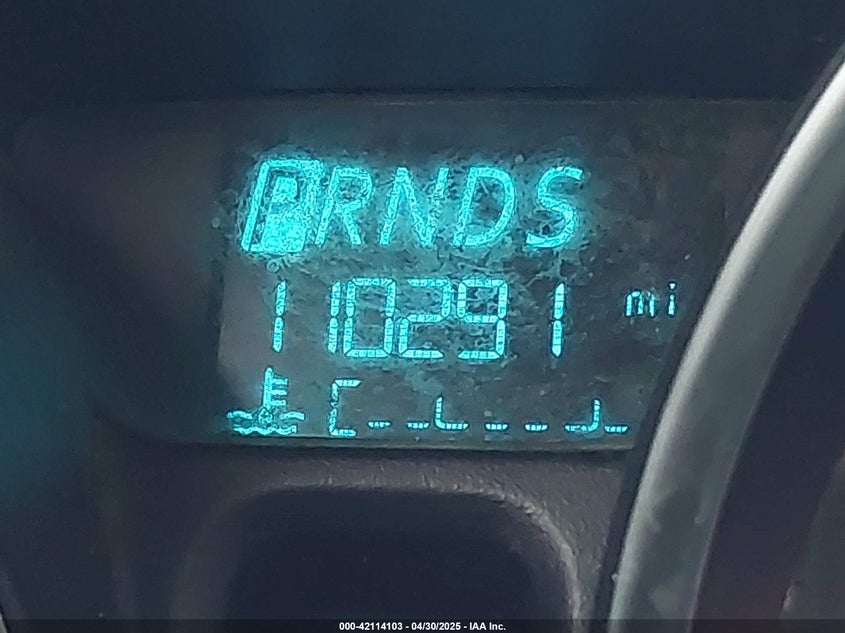 PRNDS
110291 mi
C
000-42114103 - 04/30/2025 - IAA Inc.